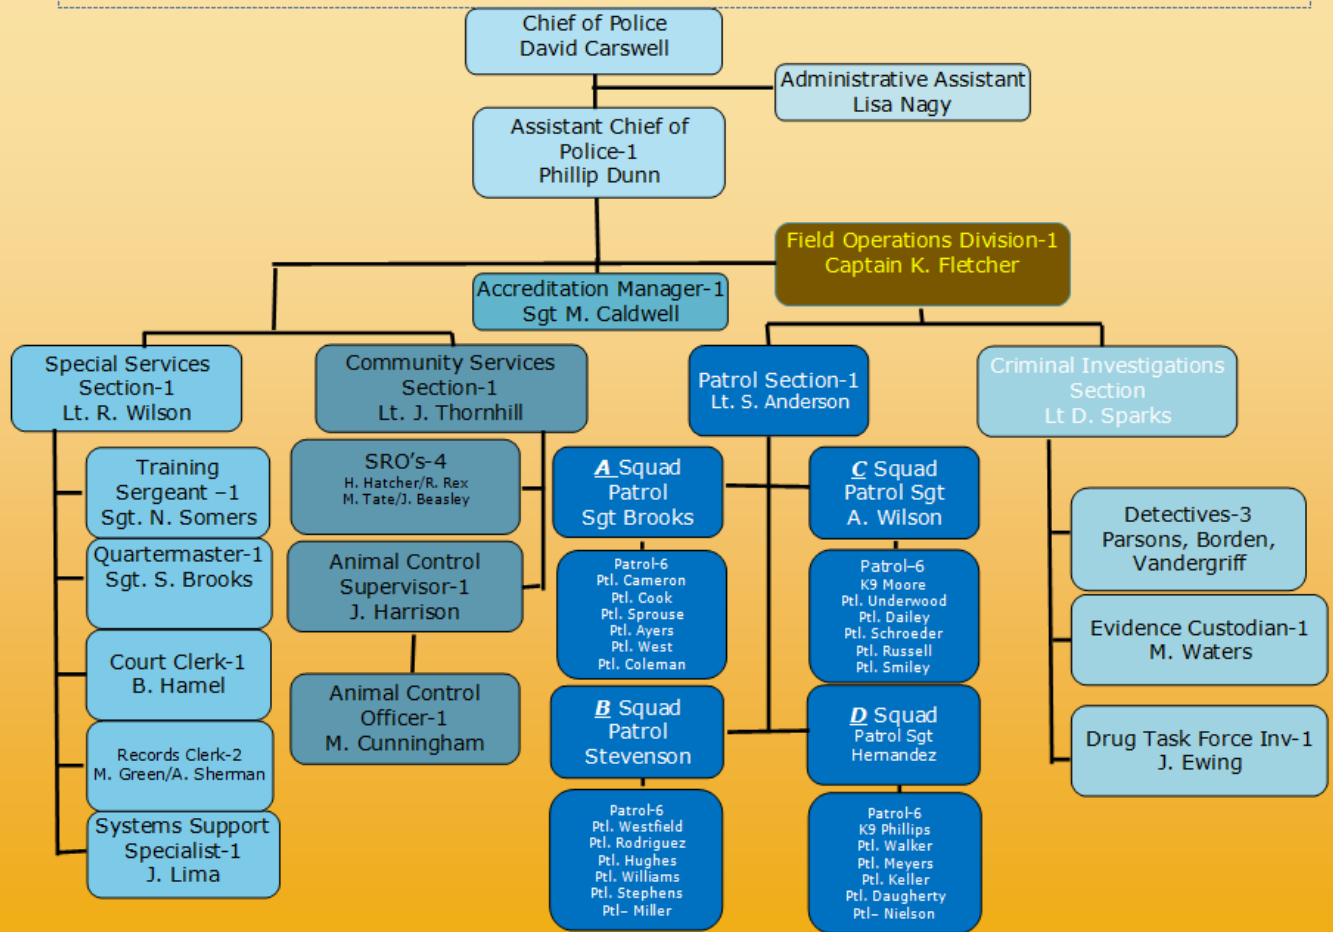 Chief of Police
David Carswell
Administrative Assistant
Lisa Nagy
Assistant Chief of
Police-1
Phillip Dunn
Field Operations Division-1
Captain K. Fletcher
Accreditation Manager-1
Sgt M. Caldwell
Special Services
Section-1
Lt. R. Wilson
Community Services
Section-1
Lt. J. Thornhill
Patrol Section-1
Lt. S. Anderson
Criminal Investigations
Section
Lt D. Sparks
Training
Sergeant –1
Sgt. N. Somers
Quartermaster-1
Sgt. S. Brooks
Court Clerk-1
B. Hamel
Records Clerk-2
M. Green/A. Sherman
Systems Support
Specialist-1
J. Lima
SRO's-4
H. Hatcher/R. Rex
M. Tate/J. Beasley
Animal Control
Supervisor-1
J. Harrison
Animal Control
Officer-1
M. Cunningham
A Squad
Patrol
Sgt Brooks
Patrol-6
Ptl. Cameron
Ptl. Cook
Ptl. Sprouse
Ptl. Ayers
Ptl. West
Ptl. Coleman
B Squad
Patrol
Stevenson
Patrol-6
Ptl. Westfield
Ptl. Rodriguez
Ptl. Hughes
Ptl. Williams
Ptl. Stephens
Ptl– Miller
C Squad
Patrol Sgt
A. Wilson
Patrol–6
K9 Moore
Ptl. Underwood
Ptl. Dailey
Ptl. Schroeder
Ptl. Russell
Ptl. Smiley
D Squad
Patrol Sgt
Hernandez
Patrol-6
K9 Phillips
Ptl. Walker
Ptl. Meyers
Ptl. Keller
Ptl. Daugherty
Ptl– Nielson
Detectives-3
Parsons, Borden,
Vandergriff
Evidence Custodian-1
M. Waters
Drug Task Force Inv-1
J. Ewing